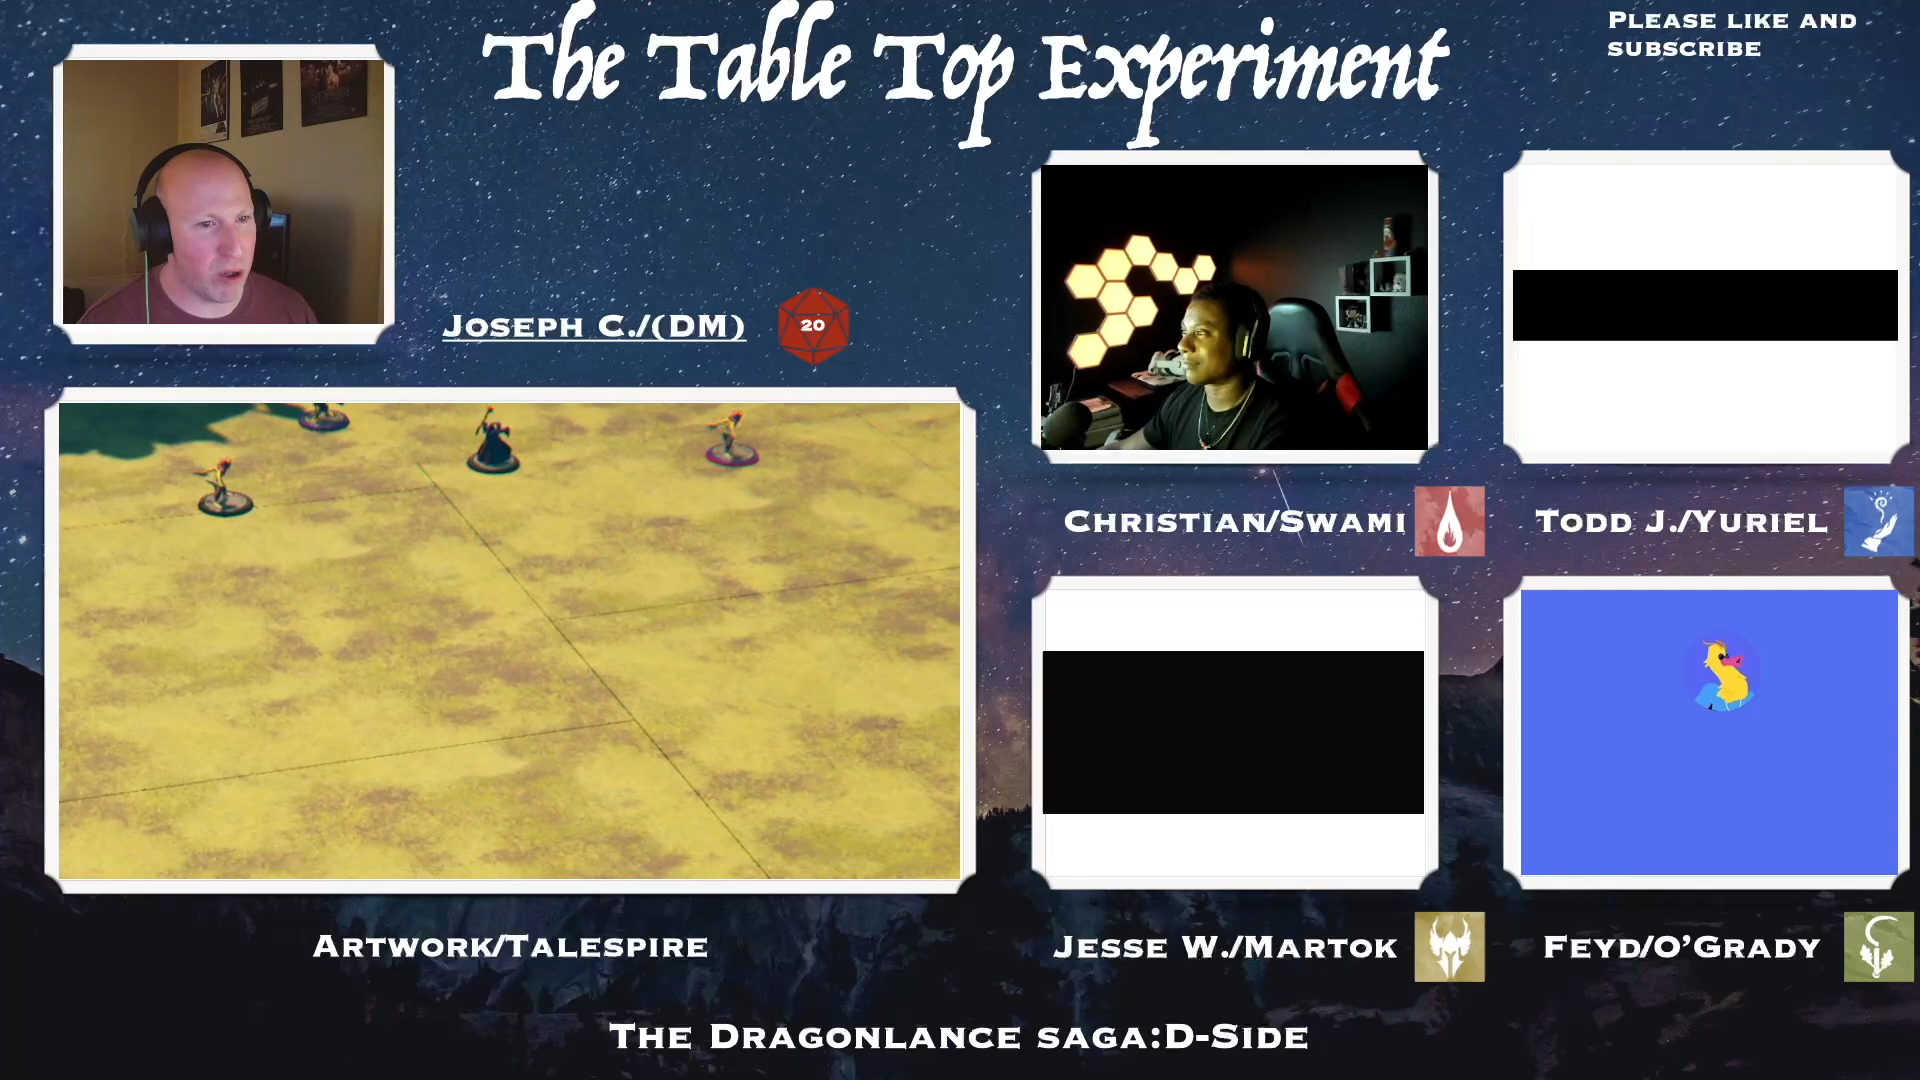 The Table Top Experiment
Please like and
subscribe
Joseph C./(DM)
20
Christian/Swami
Todd J./Yuriel
Artwork/Talespire
Jesse W./Martok
Feyd/O'Grady
The Dragonlance saga:D-Side